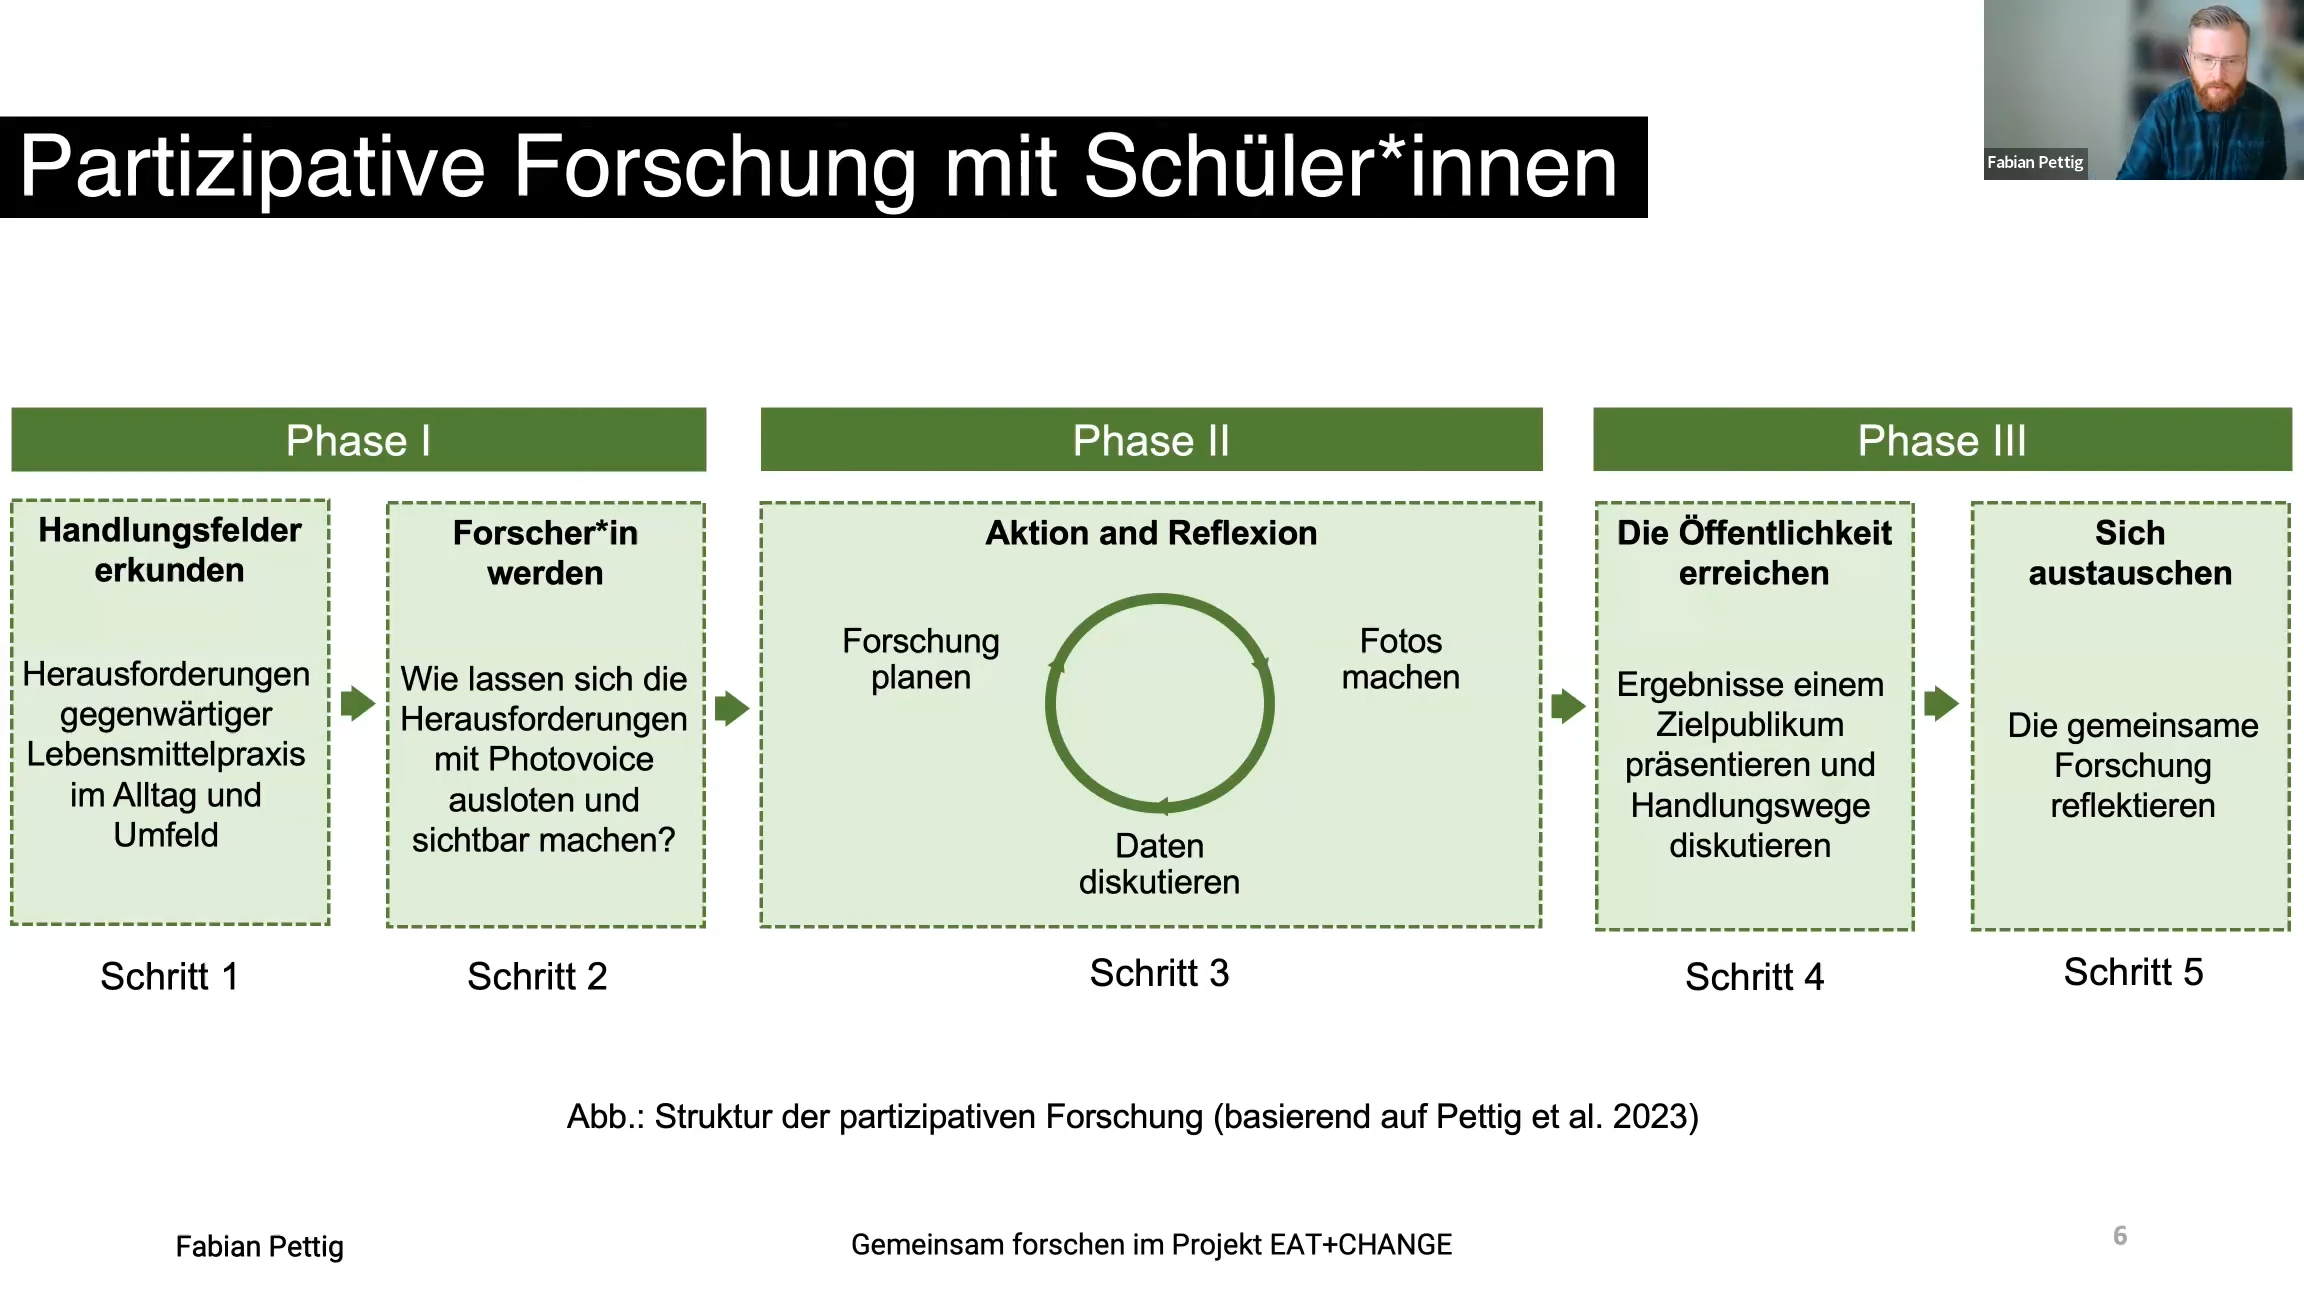 Partizipative Forschung mit Schüler*innen
Fabian Pettig
Phase I
Phase II
Phase III
Handlungsfelder
erkunden
Herausforderungen
gegenwärtiger
Lebensmittelpraxis
im Alltag und
Umfeld
Schritt 1
Forscher*in
werden
Wie lassen sich die
Herausforderungen
mit Photovoice
ausloten und
sichtbar machen?
Schritt 2
Aktion and Reflexion
Forschung
planen
Fotos
machen
Daten
diskutieren
Schritt 3
Die Öffentlichkeit
erreichen
Ergebnisse einem
Zielpublikum
präsentieren und
Handlungswege
diskutieren
Schritt 4
Sich
austauschen
Die gemeinsame
Forschung
reflektieren
Schritt 5
Abb.: Struktur der partizipativen Forschung (basierend auf Pettig et al. 2023)
Fabian Pettig
Gemeinsam forschen im Projekt EAT+CHANGE
6